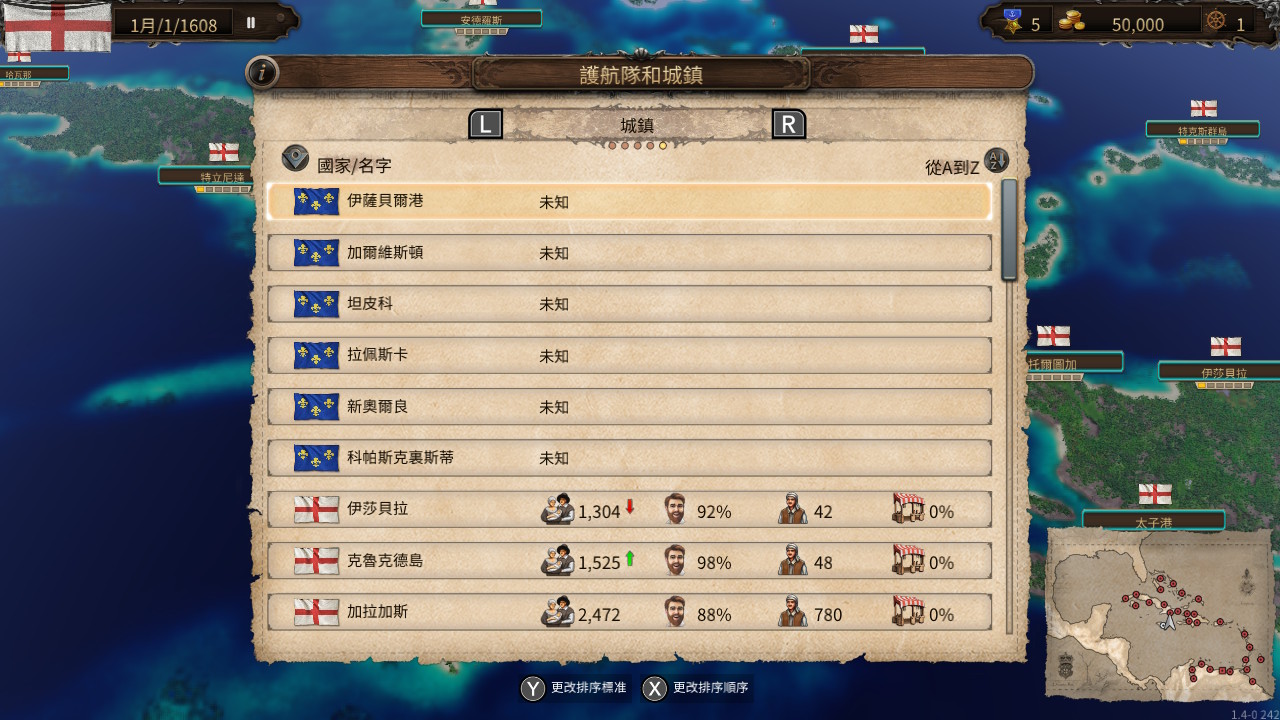 1月/1/1608
安德羅斯
5
50,000
1
哈瓦那
護航隊和城鎮
L
城鎮
R
特克斯群島
特立尼達
國家/名字
從A到Z
伊薩貝爾港
未知
加爾維斯頓
未知
坦皮科
未知
拉佩斯卡
未知
托爾圖加
伊莎貝拉
新奧爾良
未知
科帕斯克裏斯蒂
未知
伊莎貝拉
1,304
92%
42
0%
太子港
克魯克德島
1,525
98%
48
0%
加拉加斯
2,472
88%
780
0%
Y
更改排序標准
X
更改排序順序
1.4-0 242